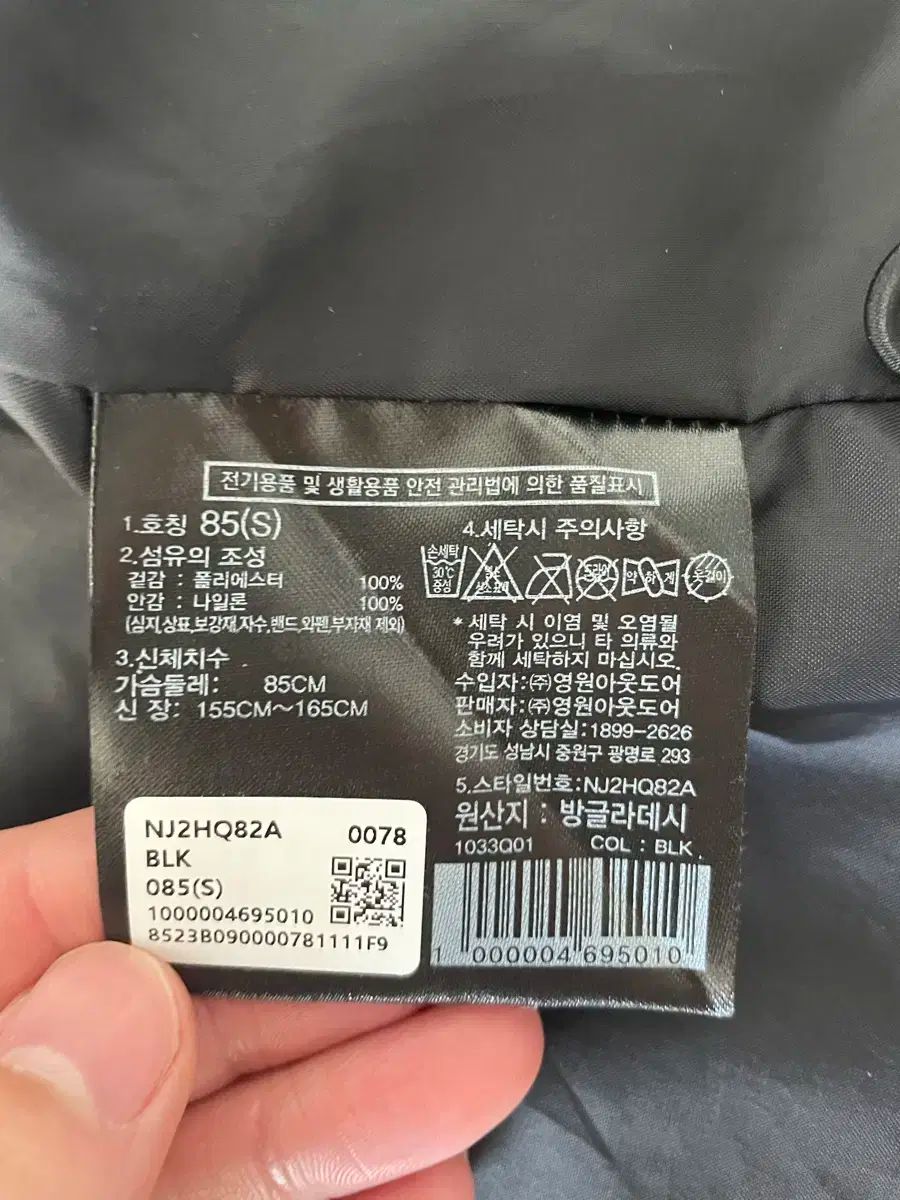 전기용품 및 생활용품 안전 관리법에 의한 품질표시
1.호칭 85(S)
2.섬유의 조성
겉감 : 폴리에스터 100%
안감 : 나일론 100%
(심지,상표,보강재,자수,밴드,와펜,부자재 제외)
3.신체치수
가슴둘레: 85CM
신 장: 155CM~165CM
4.세탁시 주의사항
손세탁
30℃
중성
염소표백
드라이
약하게
옷걸이
* 세탁 시 이염 및 오염될
우려가 있으니 타 의류와
함께 세탁하지 마십시오.
수입자:㈜영원아웃도어
판매자:㈜영원아웃도어
소비자 상담실:1899-2626
경기도 성남시 중원구 광명로 293
5.스타일번호:NJ2HQ82A
원산지 : 방글라데시
1033Q01 COL : BLK
1 000004 695010
NJ2HQ82A 0078
BLK
085(S)
1000004695010
8523B090000781111F9